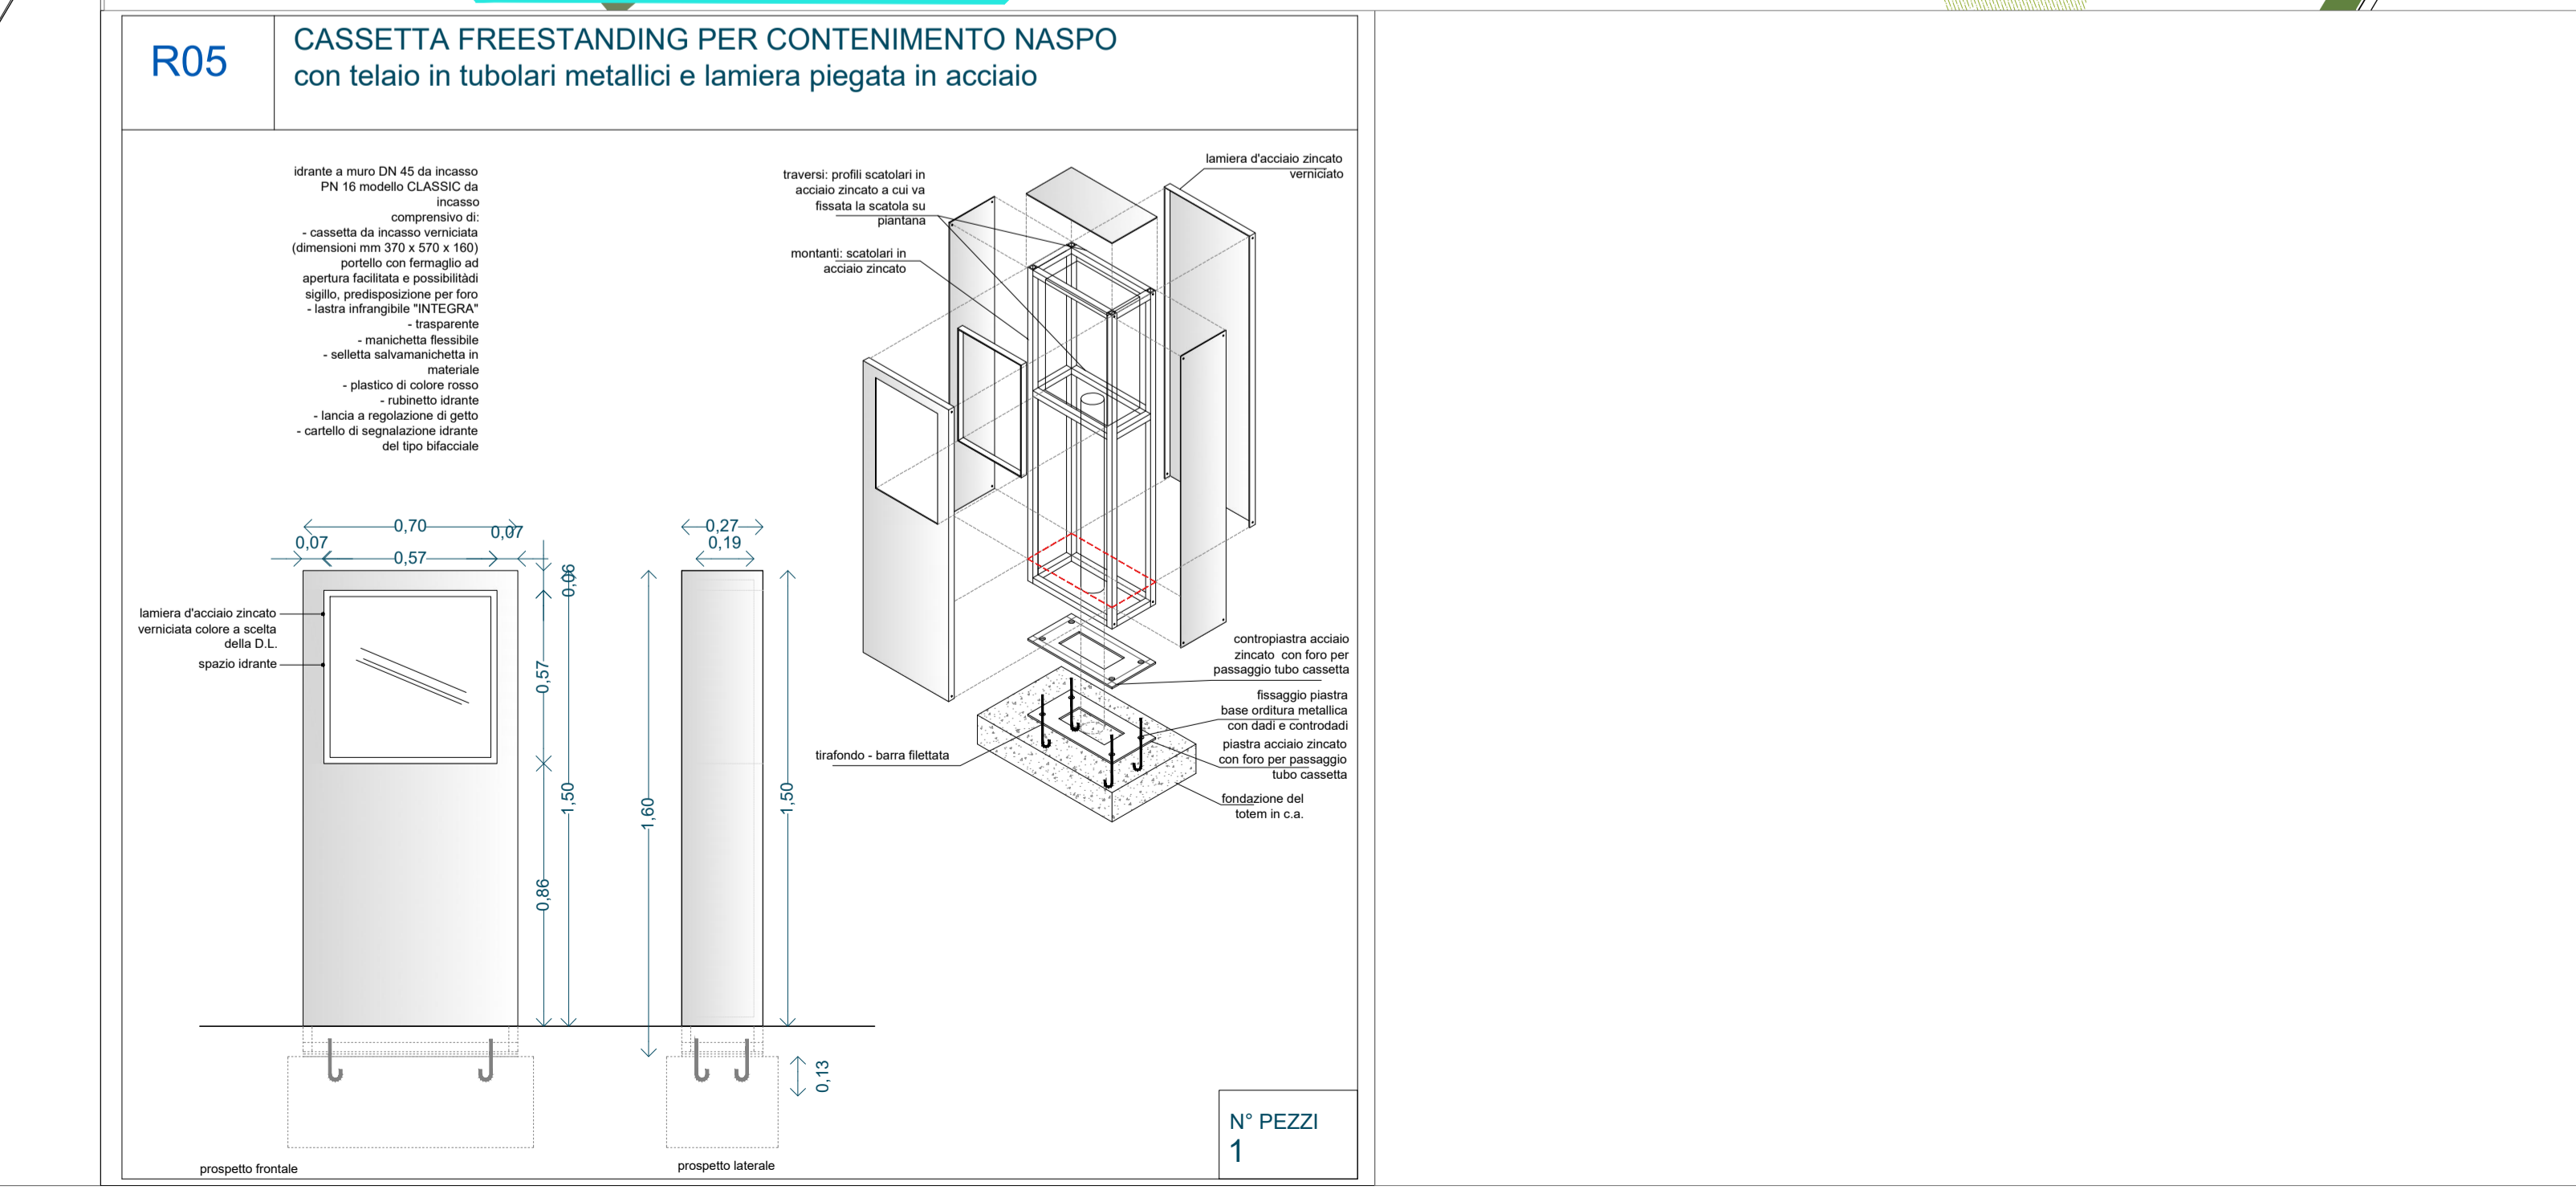 R05
CASSETTA FREESTANDING PER CONTENIMENTO NASPO
con telaio in tubolari metallici e lamiera piegata in acciaio
idrante a muro DN 45 da incasso
PN 16 modello CLASSIC da
incasso
comprensivo di:
- cassetta da incasso verniciata
(dimensioni mm 370 x 570 x 160)
portello con fermaglio ad
apertura facilitata e possibilitàdi
sigillo, predisposizione per foro
- lastra infrangibile "INTEGRA"
- trasparente
- manichetta flessibile
- selletta salvamanichetta in
materiale
- plastico di colore rosso
- rubinetto idrante
- lancia a regolazione di getto
- cartello di segnalazione idrante
del tipo bifacciale
traversi: profili scatolari in
acciaio zincato a cui va
fissata la scatola su
piantana
montanti: scatolari in
acciaio zincato
lamiera d'acciaio zincato
verniciato
contropiastra acciaio
zincato con foro per
passaggio tubo cassetta
fissaggio piastra
base orditura metallica
con dadi e controdadi
piastra acciaio zincato
con foro per passaggio
tubo cassetta
fondazione del
totem in c.a.
tirafondo - barra filettata
0,70
0,07
0,07
0,57
0,06
0,57
1,50
0,86
lamiera d'acciaio zincato
verniciata colore a scelta
della D.L.
spazio idrante
0,27
0,19
1,60
1,50
0,13
prospetto frontale
prospetto laterale
N° PEZZI
1